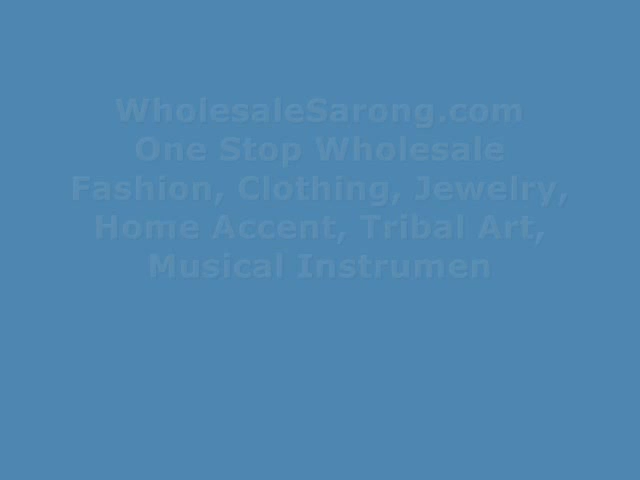 WholesaleSarong.com
One Stop Wholesale
Fashion, Clothing, Jewelry,
Home Accent, Tribal Art,
Musical Instrumen